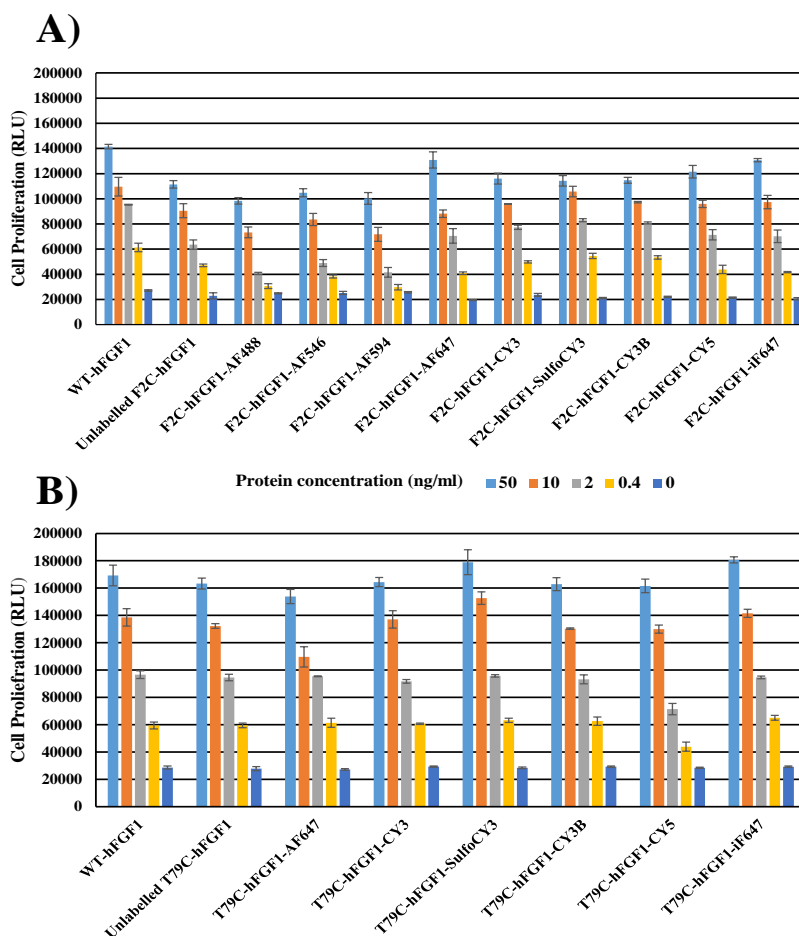 A)
Cell Proliferation (RLU)
200000
180000
160000
140000
120000
100000
80000
60000
40000
20000
0
WT-hFGF1
Unlabelled F2C-hFGF1
F2C-hFGF1-AF488
F2C-hFGF1-AF546
F2C-hFGF1-AF594
F2C-hFGF1-AF647
F2C-hFGF1-CY3
F2C-hFGF1-SulfoCY3
F2C-hFGF1-CY3B
F2C-hFGF1-CY5
F2C-hFGF1-iF647
Protein concentration (ng/ml) 50 10 2 0.4 0
B)
Cell Proliefration (RLU)
200000
180000
160000
140000
120000
100000
80000
60000
40000
20000
0
WT-hFGF1
Unlabelled T79C-hFGF1
T79C-hFGF1-AF647
T79C-hFGF1-CY3
T79C-hFGF1-SulfoCY3
T79C-hFGF1-CY3B
T79C-hFGF1-CY5
T79C-hFGF1-iF647